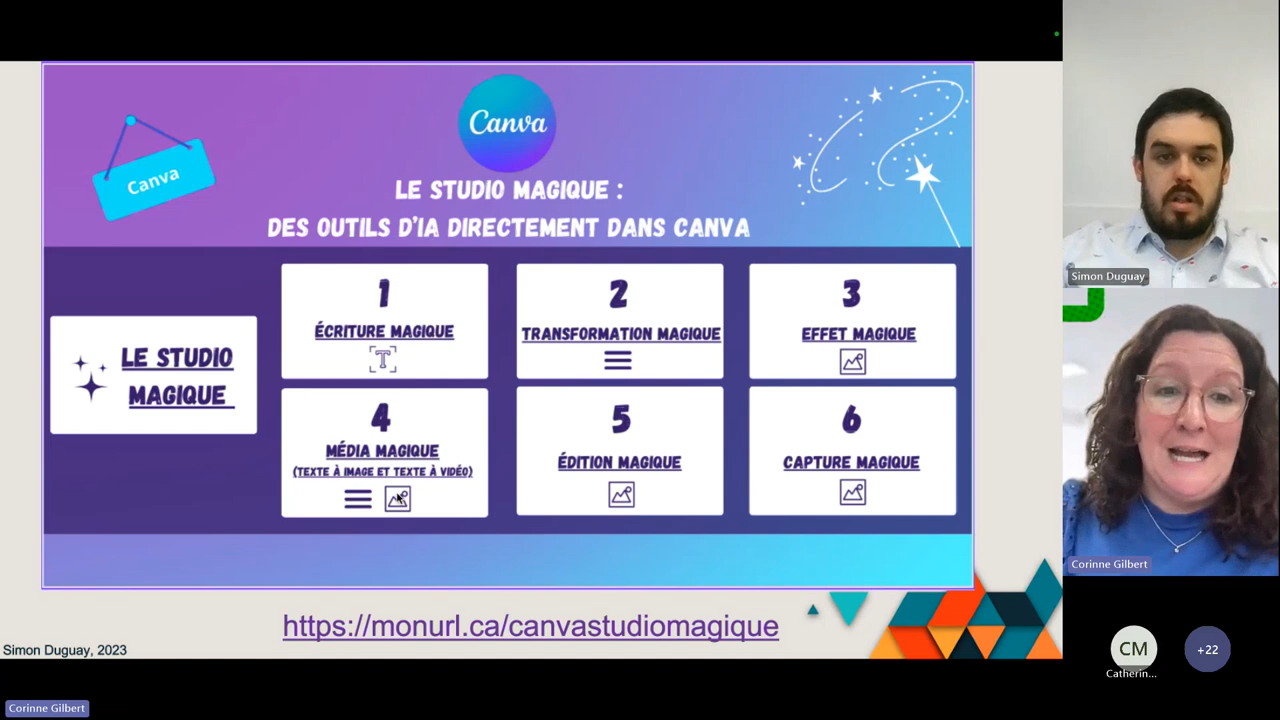 Canva
Canva
LE STUDIO MAGIQUE :
DES OUTILS D'IA DIRECTEMENT DANS CANVA
LE STUDIO
MAGIQUE
1
ÉCRITURE MAGIQUE
T
2
TRANSFORMATION MAGIQUE
3
EFFET MAGIQUE
4
MÉDIA MAGIQUE
(TEXTE À IMAGE ET TEXTE À VIDÉO)
5
ÉDITION MAGIQUE
6
CAPTURE MAGIQUE
https://monurl.ca/canvastudiomagique
Simon Duguay, 2023
Corinne Gilbert
Simon Duguay
Corinne Gilbert
CM
Catherin...
+22